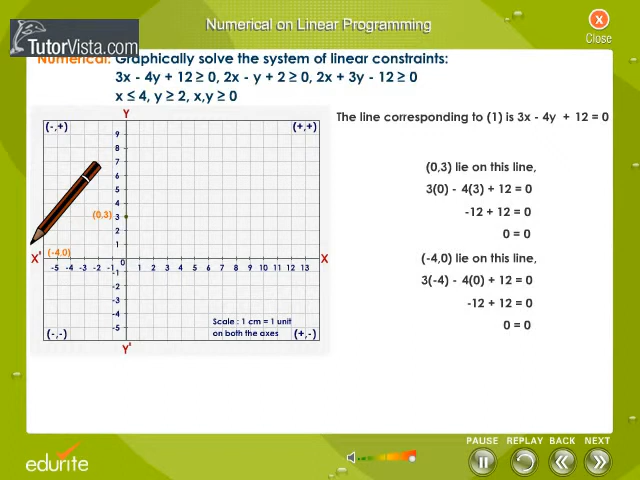 Numerical on Linear Programming
Close
TutorVista.com
Numerical: Graphically solve the system of linear constraints:
3x - 4y + 12 ≥ 0, 2x - y + 2 ≥ 0, 2x + 3y - 12 ≥ 0
x ≤ 4, y ≥ 2, x,y ≥ 0
The line corresponding to (1) is 3x - 4y + 12 = 0
Y
(-,+) (+,+)
9
8
7
6
5
4
(0,3) 3
2
1
(-4,0)
X' X
-5 -4 -3 -2 -1 0 1 2 3 4 5 6 7 8 9 10 11 12 13
-1
-2
-3
-4
-5
Scale : 1 cm = 1 unit
on both the axes
(-,-) (+,-)
Y'
(0,3) lie on this line,
3(0) - 4(3) + 12 = 0
-12 + 12 = 0
0 = 0
(-4,0) lie on this line,
3(-4) - 4(0) + 12 = 0
-12 + 12 = 0
0 = 0
edurite
PAUSE REPLAY BACK NEXT